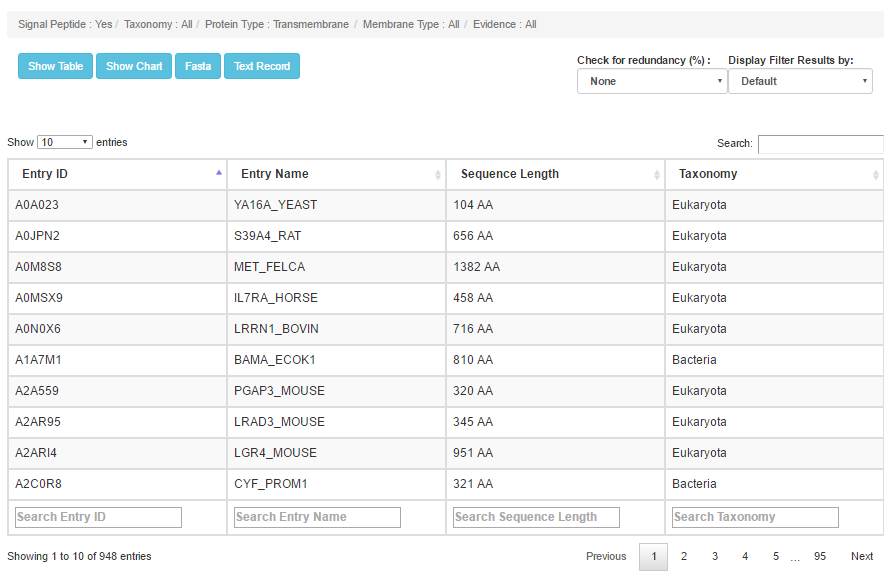 Signal Peptide : Yes / Taxonomy : All / Protein Type : Transmembrane / Membrane Type : All / Evidence : All
Show Table Show Chart Fasta Text Record
Check for redundancy (%) : Display Filter Results by:
None Default
Show 10 entries Search:
Entry ID Entry Name Sequence Length Taxonomy
A0A023 YA16A_YEAST 104 AA Eukaryota
A0JPN2 S39A4_RAT 656 AA Eukaryota
A0M8S8 MET_FELCA 1382 AA Eukaryota
A0MSX9 IL7RA_HORSE 458 AA Eukaryota
A0N0X6 LRRN1_BOVIN 716 AA Eukaryota
A1A7M1 BAMA_ECOK1 810 AA Bacteria
A2A559 PGAP3_MOUSE 320 AA Eukaryota
A2AR95 LRAD3_MOUSE 345 AA Eukaryota
A2ARI4 LGR4_MOUSE 951 AA Eukaryota
A2C0R8 CYF_PROM1 321 AA Bacteria
Search Entry ID Search Entry Name Search Sequence Length Search Taxonomy
Showing 1 to 10 of 948 entries Previous 1 2 3 4 5 ... 95 Next